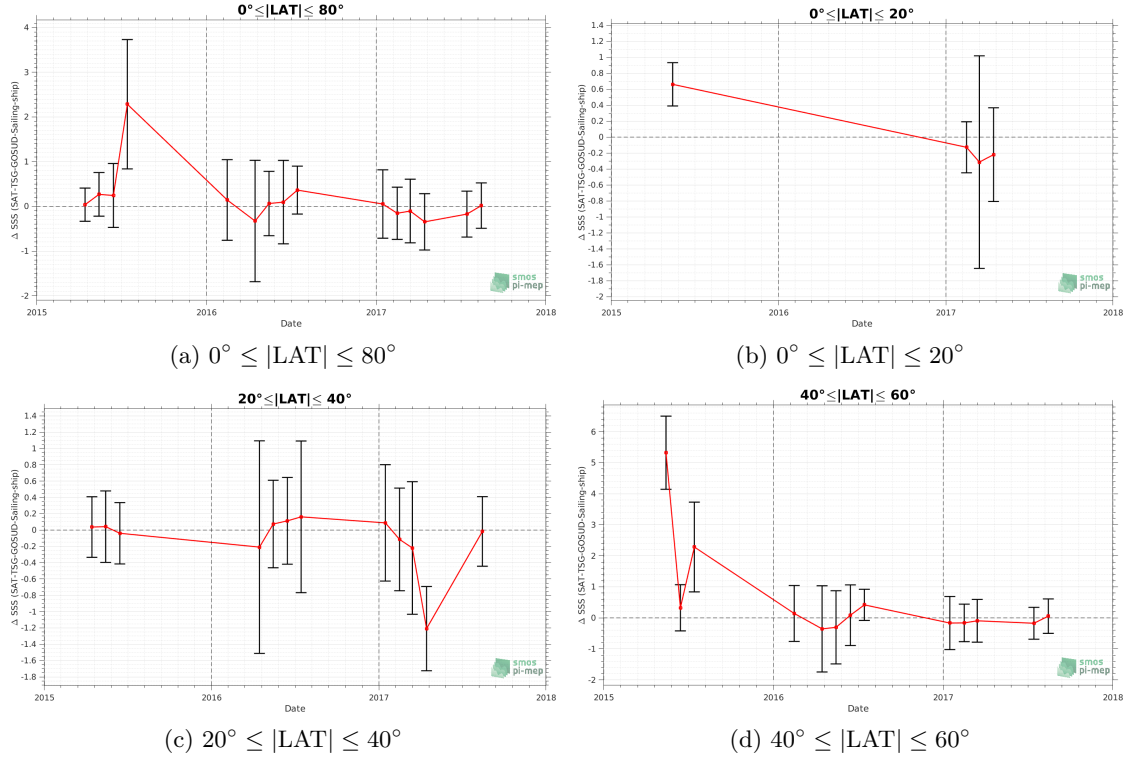 0°≤|LAT|≤ 80°
Δ SSS (SAT-TSG-GOSUD-Sailing-ship)
4
3
2
1
0
-1
-2
2015 2016 2017 2018
Date
smos
pi-mep
(a) 0° ≤ |LAT| ≤ 80°
0°≤|LAT|≤ 20°
Δ SSS (SAT-TSG-GOSUD-Sailing-ship)
1.4
1.2
1
0.8
0.6
0.4
0.2
0
-0.2
-0.4
-0.6
-0.8
-1
-1.2
-1.4
-1.6
-1.8
-2
2015 2016 2017 2018
Date
smos
pi-mep
(b) 0° ≤ |LAT| ≤ 20°
20°≤|LAT|≤ 40°
Δ SSS (SAT-TSG-GOSUD-Sailing-ship)
1.4
1.2
1
0.8
0.6
0.4
0.2
0
-0.2
-0.4
-0.6
-0.8
-1
-1.2
-1.4
-1.6
-1.8
2015 2016 2017 2018
Date
smos
pi-mep
(c) 20° ≤ |LAT| ≤ 40°
40°≤|LAT|≤ 60°
Δ SSS (SAT-TSG-GOSUD-Sailing-ship)
6
5
4
3
2
1
0
-1
-2
2015 2016 2017 2018
Date
smos
pi-mep
(d) 40° ≤ |LAT| ≤ 60°